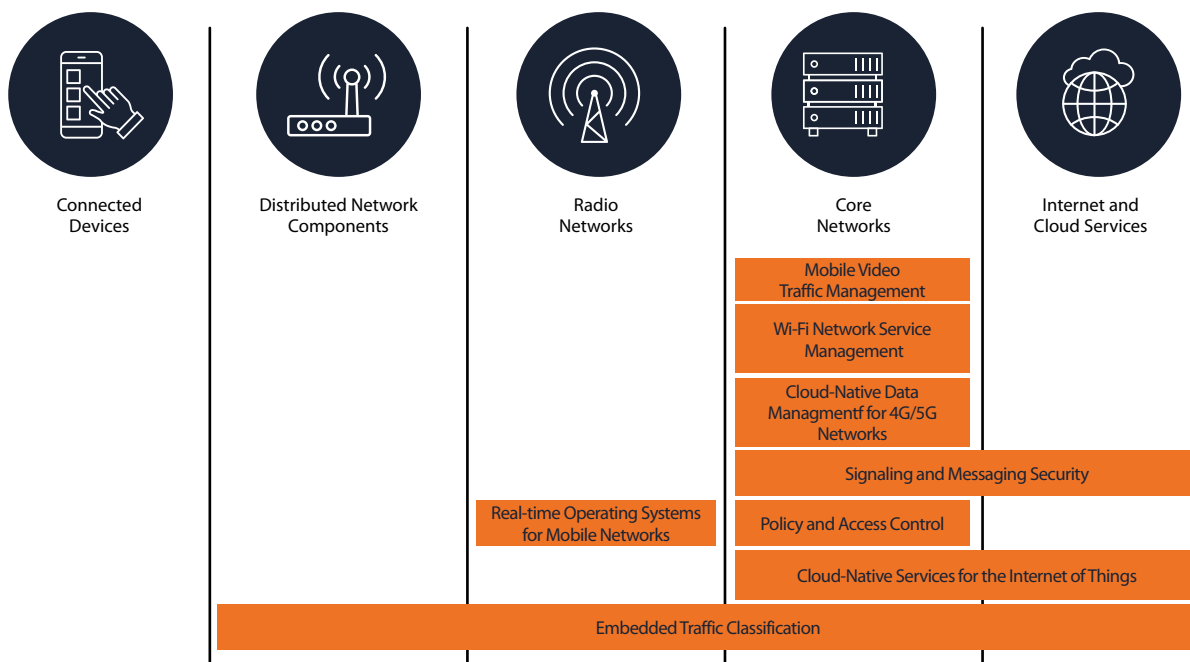 Connected
Devices
Distributed Network
Components
Radio
Networks
Core
Networks
Internet and
Cloud Services
Mobile Video
Traffic Management
Wi-Fi Network Service
Management
Cloud-Native Data
Managmentf for 4G/5G
Networks
Signaling and Messaging Security
Real-time Operating Systems
for Mobile Networks
Policy and Access Control
Cloud-Native Services for the Internet of Things
Embedded Traffic Classification